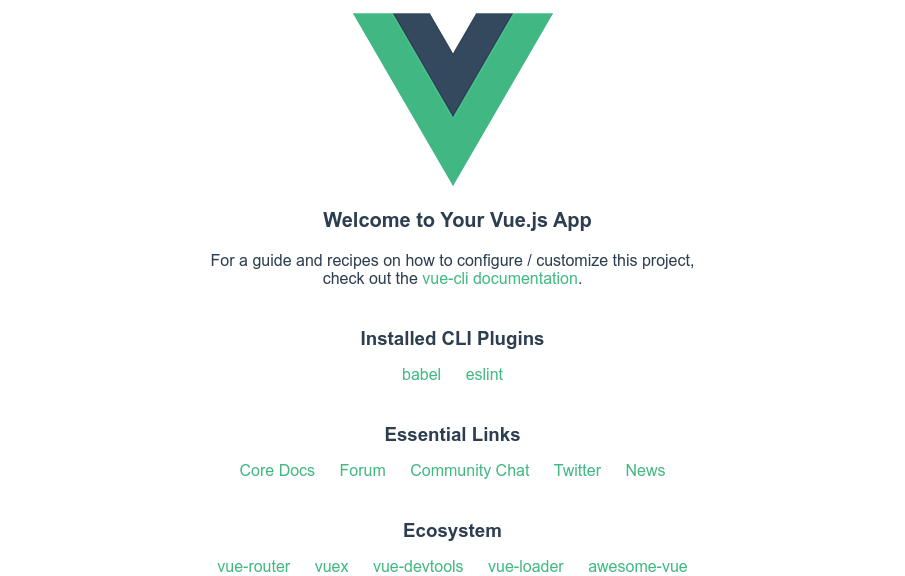 Welcome to Your Vue.js App
For a guide and recipes on how to configure / customize this project,
check out the vue-cli documentation.
Installed CLI Plugins
babel eslint
Essential Links
Core Docs Forum Community Chat Twitter News
Ecosystem
vue-router vuex vue-devtools vue-loader awesome-vue